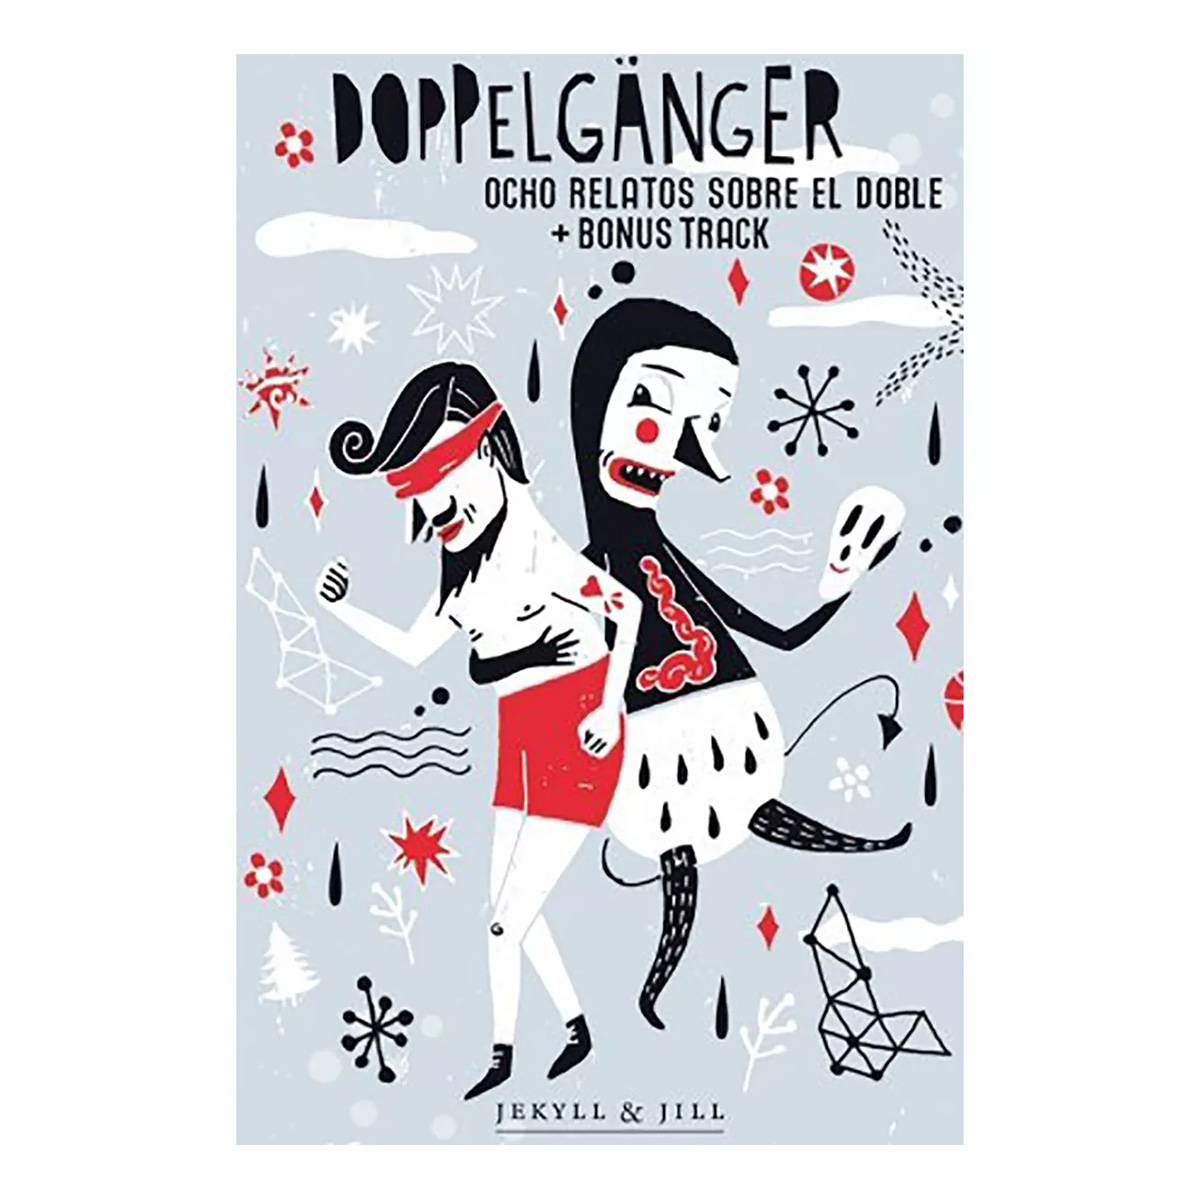 DOPPELGÄNGER
OCHO RELATOS SOBRE EL DOBLE
+ BONUS TRACK
JEKYLL & JILL